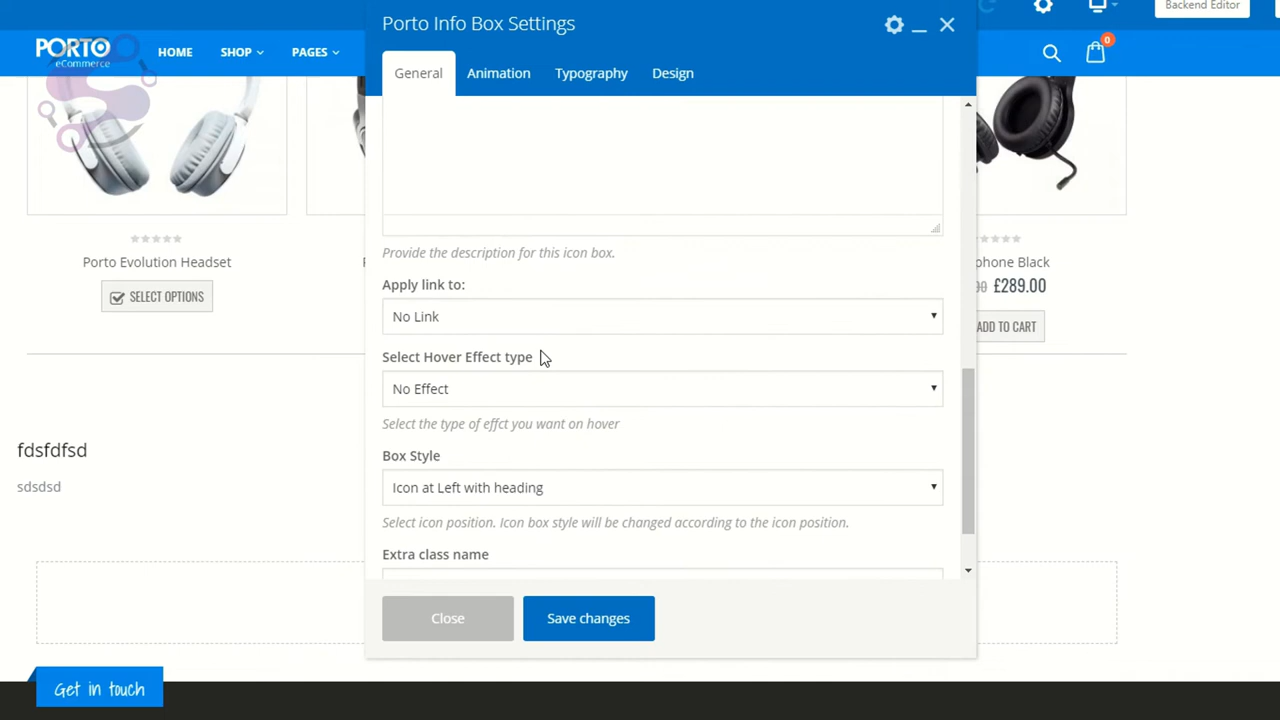 Porto Info Box Settings
Backend Editor
PORTO
eCommerce
HOME
SHOP
PAGES
0
General
Animation
Typography
Design
Provide the description for this icon box.
Apply link to:
No Link
Select Hover Effect type
No Effect
Select the type of effct you want on hover
Box Style
Icon at Left with heading
Select icon position. Icon box style will be changed according to the icon position.
Extra class name
Close
Save changes
Porto Evolution Headset
SELECT OPTIONS
phone Black
£289.00
ADD TO CART
fdsfdfsd
sdsdsd
Get in touch